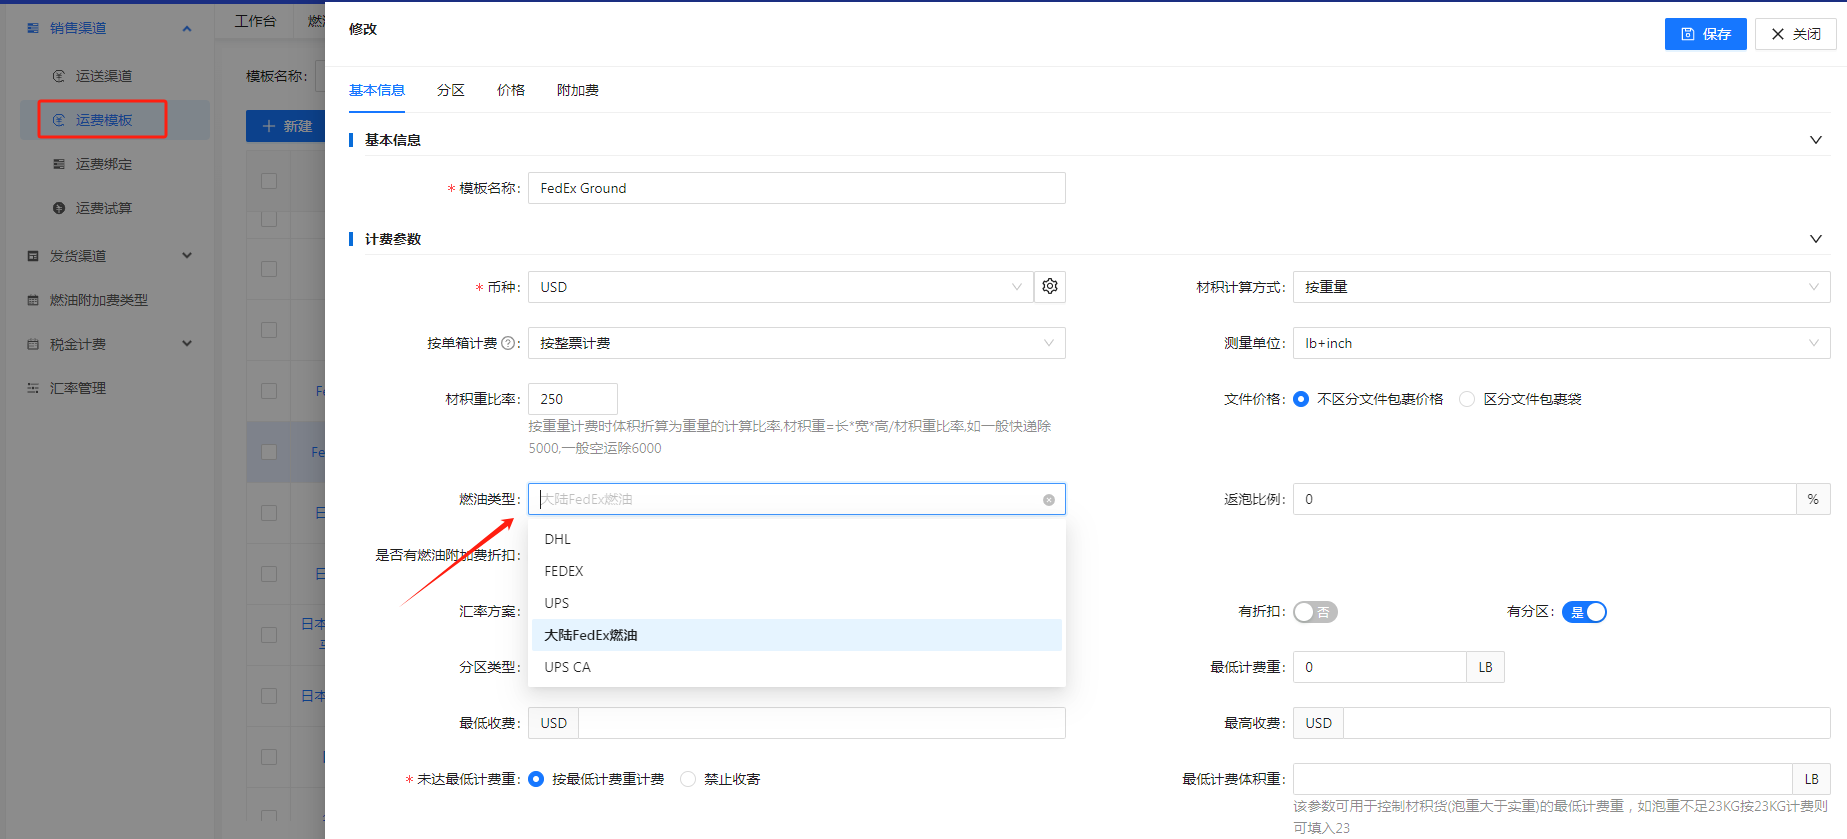 销售渠道
运送渠道
运费模板
运费绑定
运费试算
发货渠道
燃油附加费类型
税金计费
汇率管理
工作台
模板名称:
新建
日本
日本
修改
保存
关闭
基本信息 分区 价格 附加费
基本信息
* 模板名称: FedEx Ground
计费参数
* 币种: USD
材积计算方式: 按重量
按单箱计费 ? : 按整票计费
测量单位: lb+inch
材积重比率: 250
按重量计费时体积折算为重量的计算比率,材积重=长*宽*高/材积重比率,如一般快递除
5000,一般空运除6000
文件价格: 不区分文件包裹价格 区分文件包裹袋
燃油类型: 大陆FedEx燃油
返泡比例: 0 %
DHL
FEDEX
UPS
大陆FedEx燃油
UPS CA
是否有燃油附加费折扣:
汇率方案:
有折扣: 否
有分区: 是
分区类型:
最低计费重: 0 LB
最低收费: USD
最高收费: USD
* 未达最低计费重: 按最低计费重计费 禁止收寄
最低计费体积重: LB
该参数可用于控制材积货(泡重大于实重)的最低计费重，如泡重不足23KG按23KG计费则
可填入23